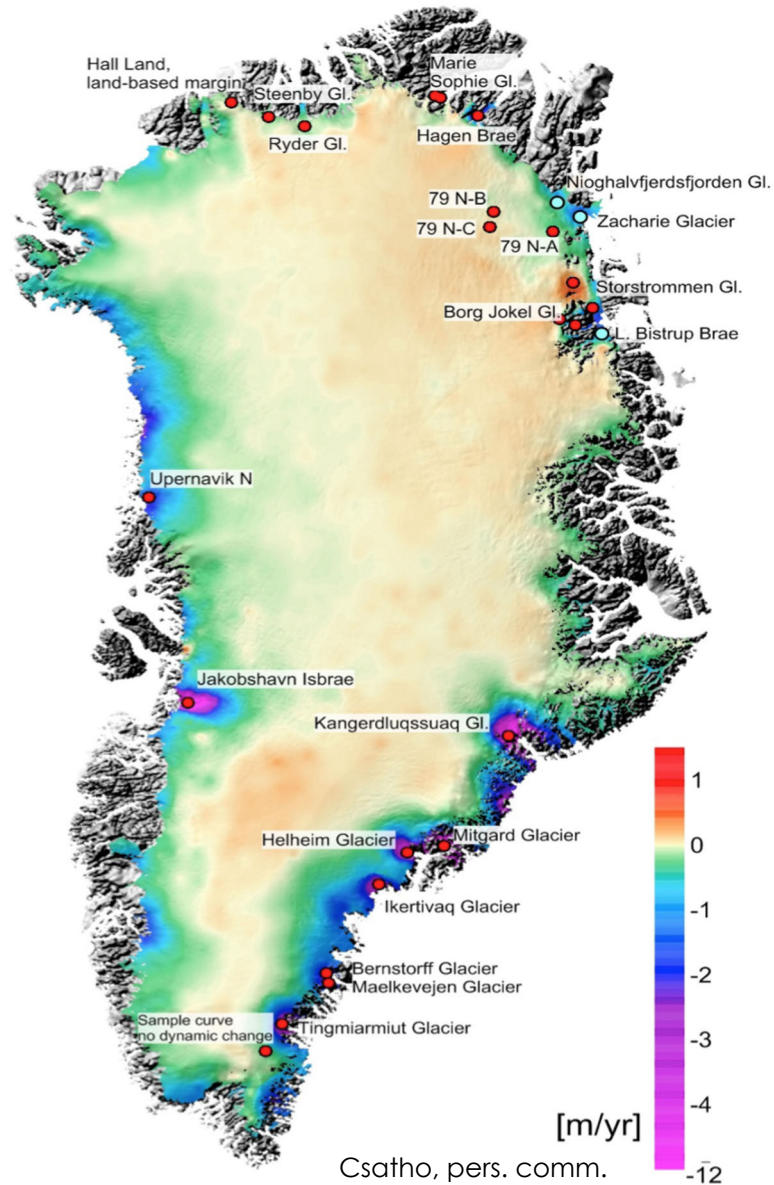 Hall Land,
land-based margin
Steenby Gl.
Ryder Gl.
Marie
Sophie Gl.
Hagen Brae
Nioghalvfjerdsfjorden Gl.
79 N-B
Zacharie Glacier
79 N-C
79 N-A
Storstrommen Gl.
Borg Jokel Gl.
L. Bistrup Brae
Upernavik N
Jakobshavn Isbrae
Kangerdluqssuaq Gl.
Helheim Glacier
Mitgard Glacier
Ikertivaq Glacier
Bernstorff Glacier
Maelkevejen Glacier
Sample curve
no dynamic change
Tingmiarmiut Glacier
1
0
-1
-2
-3
-4
-12
[m/yr]
Csatho, pers. comm.